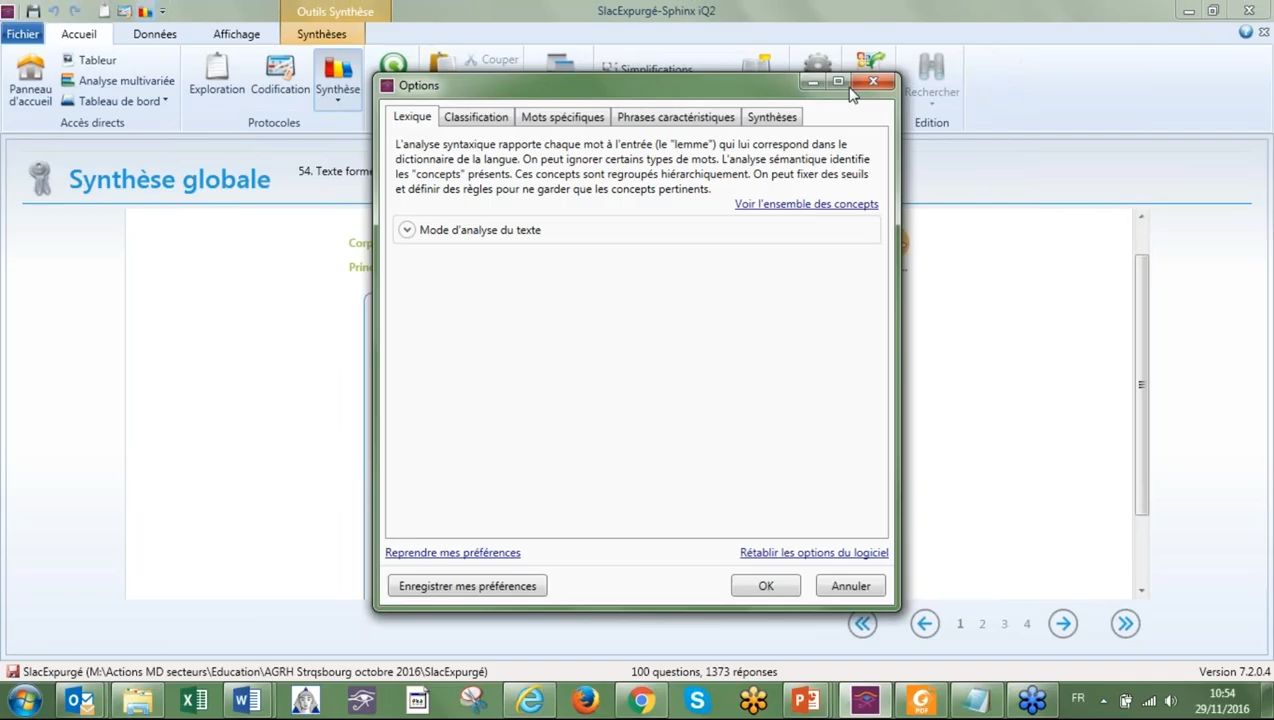 Outils Synthèse
SlacExpurgé-Sphinx iQ2
Fichier
Accueil
Données
Affichage
Synthèses
Panneau d'accueil
Tableur
Analyse multivariée
Tableau de bord
Accès directs
Exploration
Codification
Synthèse
Protocoles
Couper
Simplifications
Rechercher
Edition
Synthèse globale
54. Texte forme
Corp
Princ
Options
Lexique
Classification
Mots spécifiques
Phrases caractéristiques
Synthèses
L'analyse syntaxique rapporte chaque mot à l'entrée (le "lemme") qui lui correspond dans le
dictionnaire de la langue. On peut ignorer certains types de mots. L'analyse sémantique identifie
les "concepts" présents. Ces concepts sont regroupés hiérarchiquement. On peut fixer des seuils
et définir des règles pour ne garder que les concepts pertinents.
Voir l'ensemble des concepts
Mode d'analyse du texte
Reprendre mes préférences
Rétablir les options du logiciel
Enregistrer mes préférences
OK
Annuler
1 2 3 4
SlacExpurgé (M:\Actions MD secteurs\Education\AGRH Strqsbourg octobre 2016\SlacExpurgé)
100 questions, 1373 réponses
Version 7.2.0.4
FR
10:54
29/11/2016